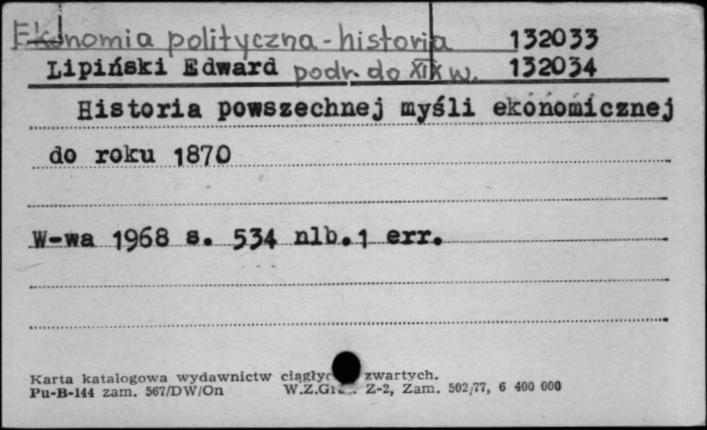 Ekonomia polityczna - historia 132033
Lipiński Edward podr. do XIX w. 132034
Historia powszechnej myśli ekonomicznej
do roku 1870
W-wa 1968 s. 534 nlb.1 err.
Karta katalogowa wydawnictw zwartych.
Pu-B-144 zam. 567/DW/On W.Z.Graf. Z-2, Zam. 502/77, 6 400 000